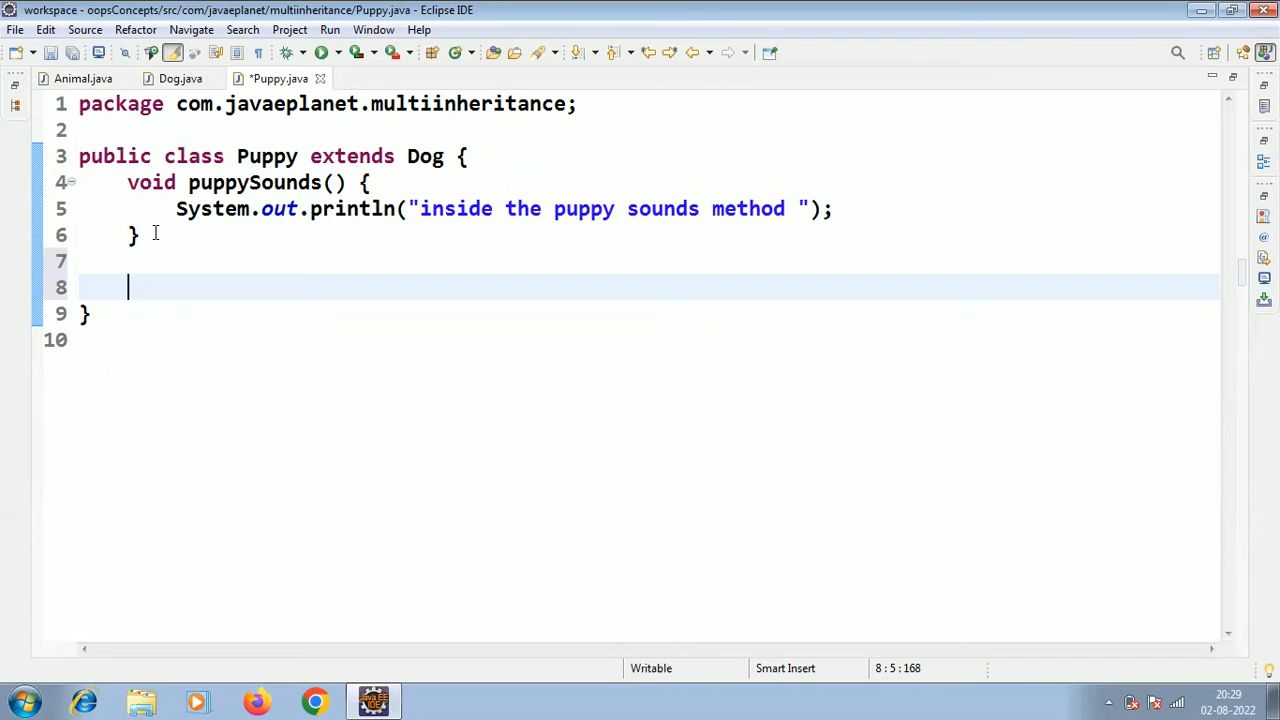 workspace - oopsConcepts/src/com/javaeplanet/multiinheritance/Puppy.java - Eclipse IDE
File Edit Source Refactor Navigate Search Project Run Window Help
Animal.java Dog.java *Puppy.java
1 package com.javaeplanet.multiinheritance;
2
3 public class Puppy extends Dog {
4 void puppySounds() {
5 System.out.println("inside the puppy sounds method ");
6 }
7
8
9 }
10
Writable Smart Insert 8 : 5 : 168
Java EE
IDE
20:29
02-08-2022